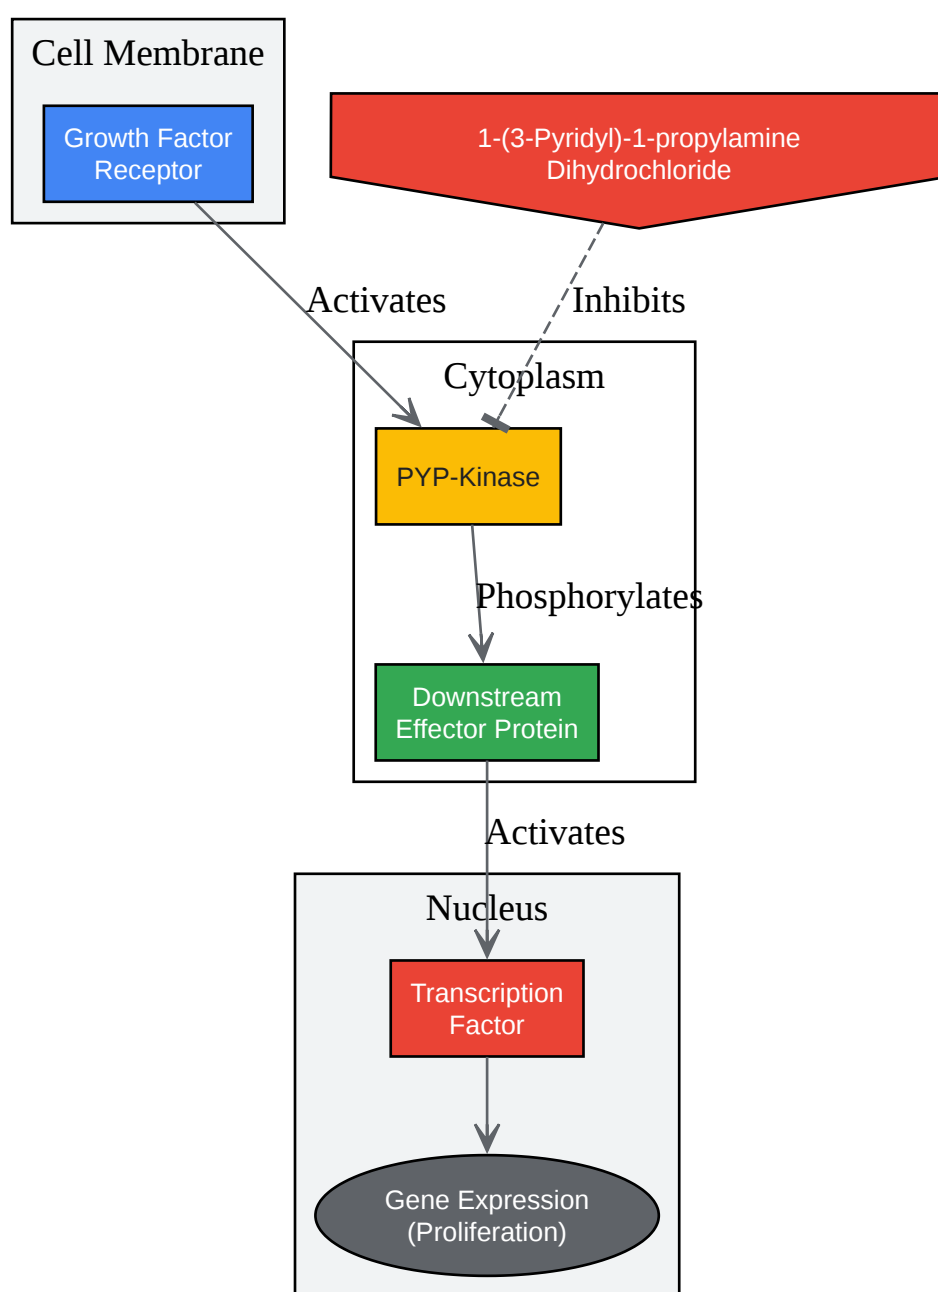 Cell Membrane
Growth Factor
Receptor
1-(3-Pyridyl)-1-propylamine
Dihydrochloride
Activates
Inhibits
Cytoplasm
PYP-Kinase
Phosphorylates
Downstream
Effector Protein
Activates
Nucleus
Transcription
Factor
Gene Expression
(Proliferation)